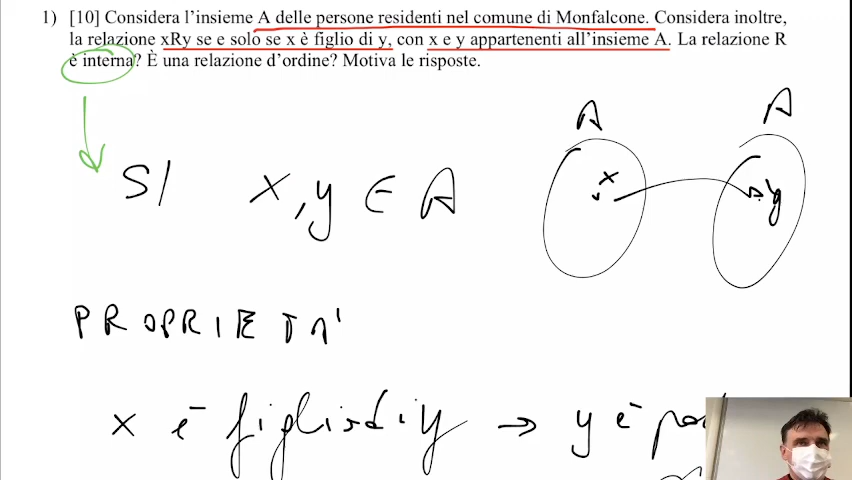 1) [10] Considera l'insieme A delle persone residenti nel comune di Monfalcone. Considera inoltre,
la relazione xRy se e solo se x è figlio di y, con x e y appartenenti all'insieme A. La relazione R
è interna? È una relazione d'ordine? Motiva le risposte.
A A
SI x, y ∈ A
x y
PROPRIETA'
x è figlio di y → y è